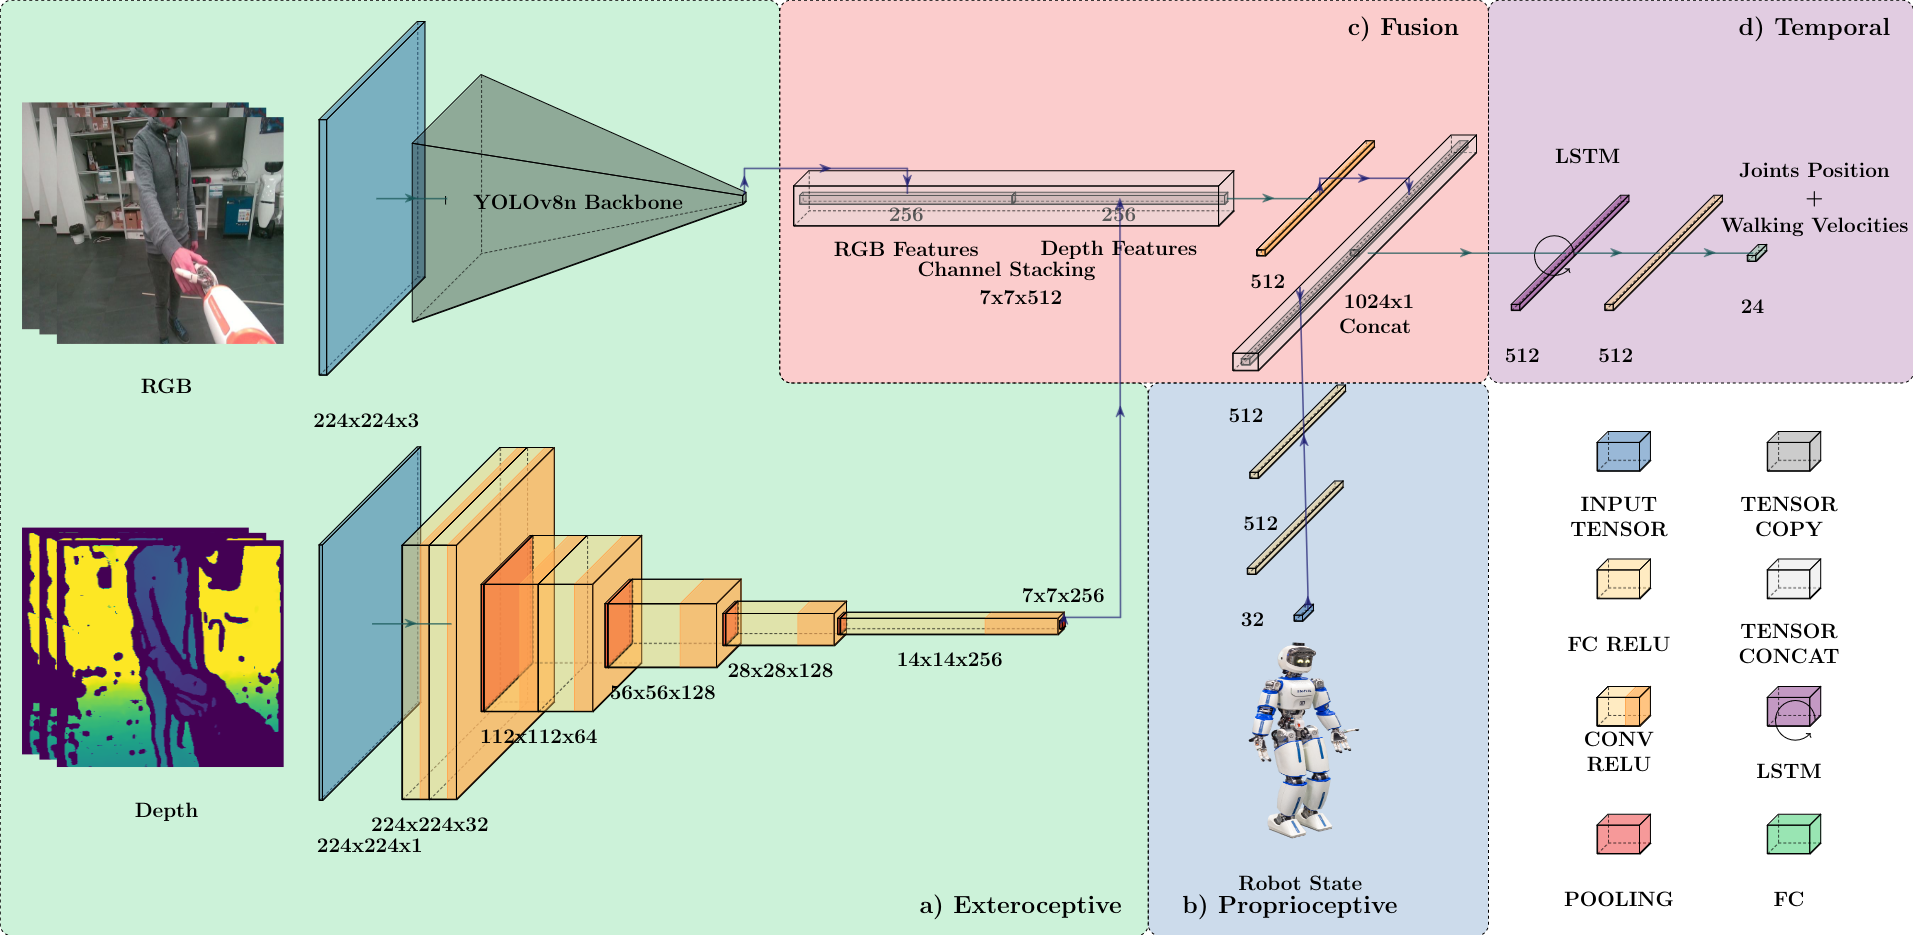 c) Fusion
d) Temporal
YOLOv8n Backbone
RGB
224x224x3
256
256
RGB Features
Depth Features
Channel Stacking
7x7x512
512
1024x1
Concat
LSTM
Joints Position
+
Walking Velocities
512
512
24
Depth
224x224x1
224x224x32
112x112x64
56x56x128
28x28x128
14x14x256
7x7x256
a) Exteroceptive
512
512
32
Robot State
b) Proprioceptive
INPUT
TENSOR
TENSOR
COPY
FC RELU
TENSOR
CONCAT
CONV
RELU
LSTM
POOLING
FC